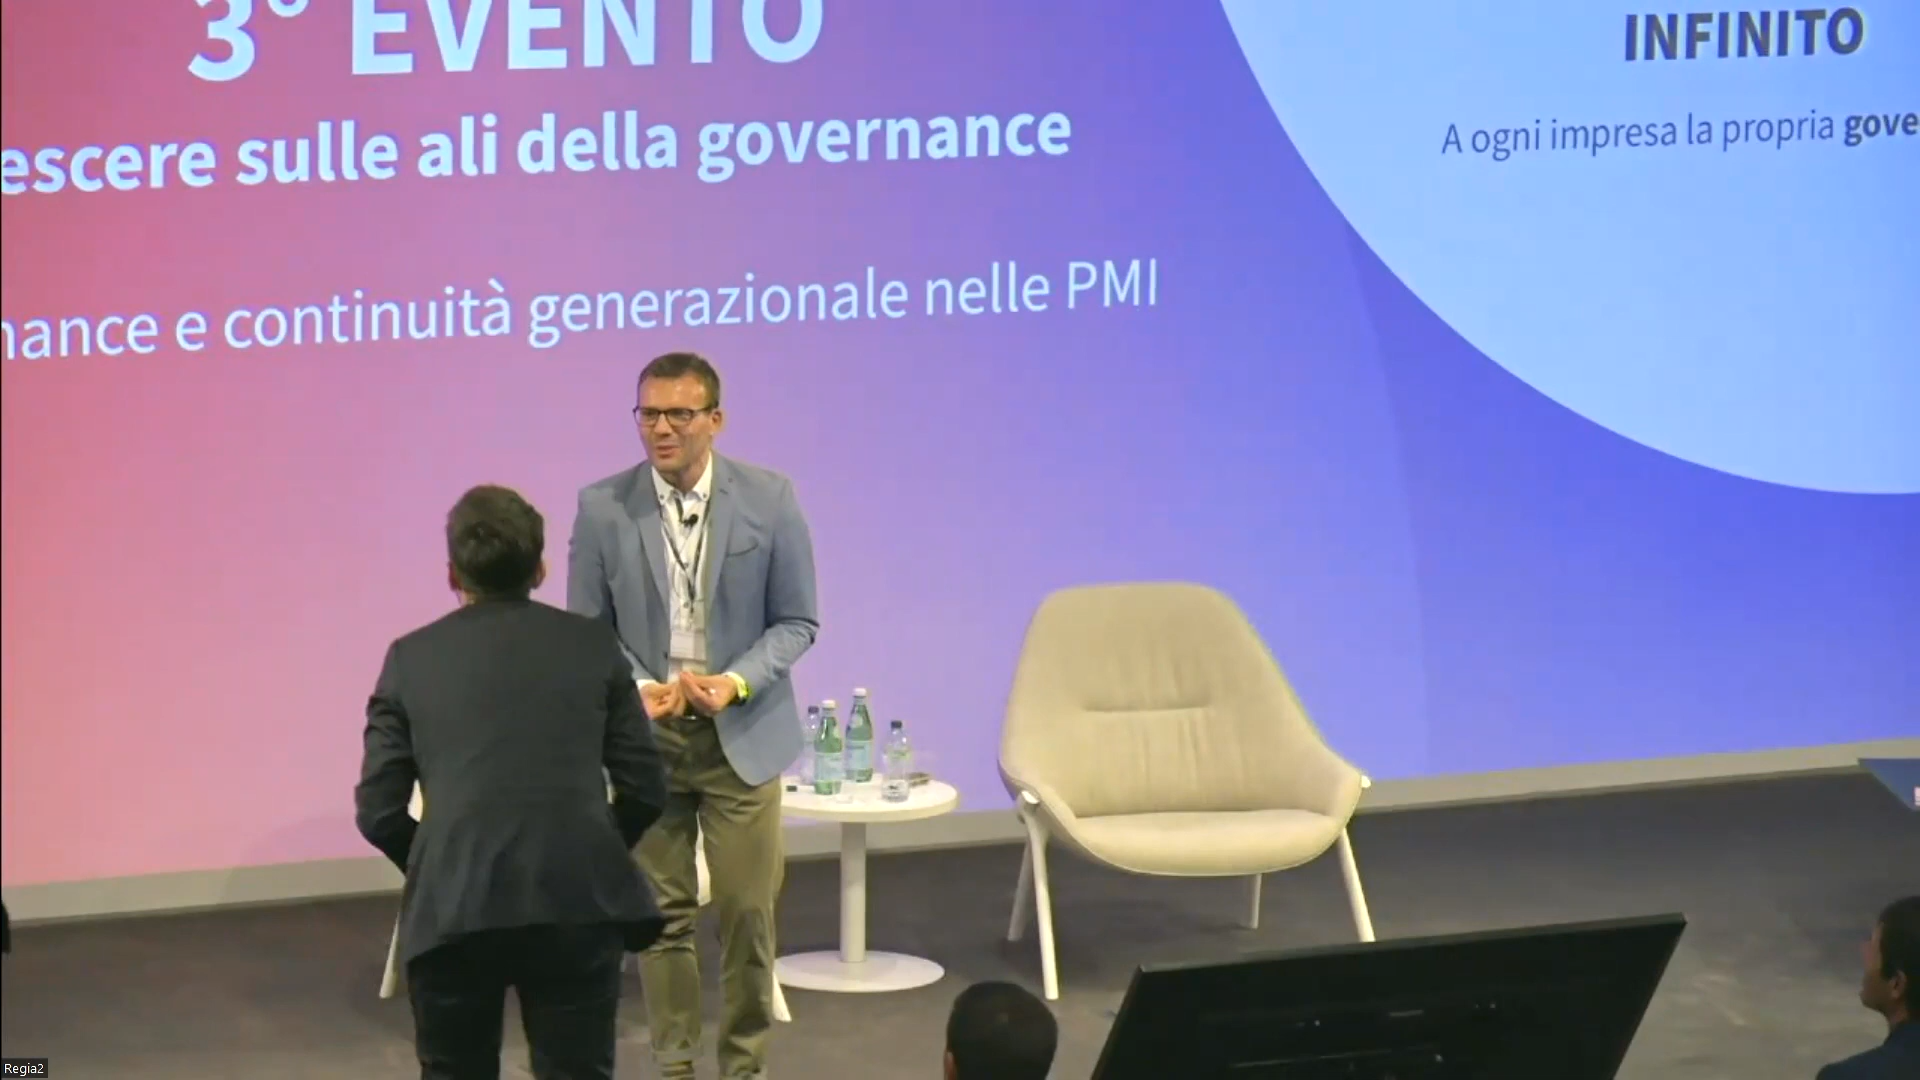 3° EVENTO
escere sulle ali della governance
nance e continuità generazionale nelle PMI
INFINITO
A ogni impresa la propria gove
Regia2